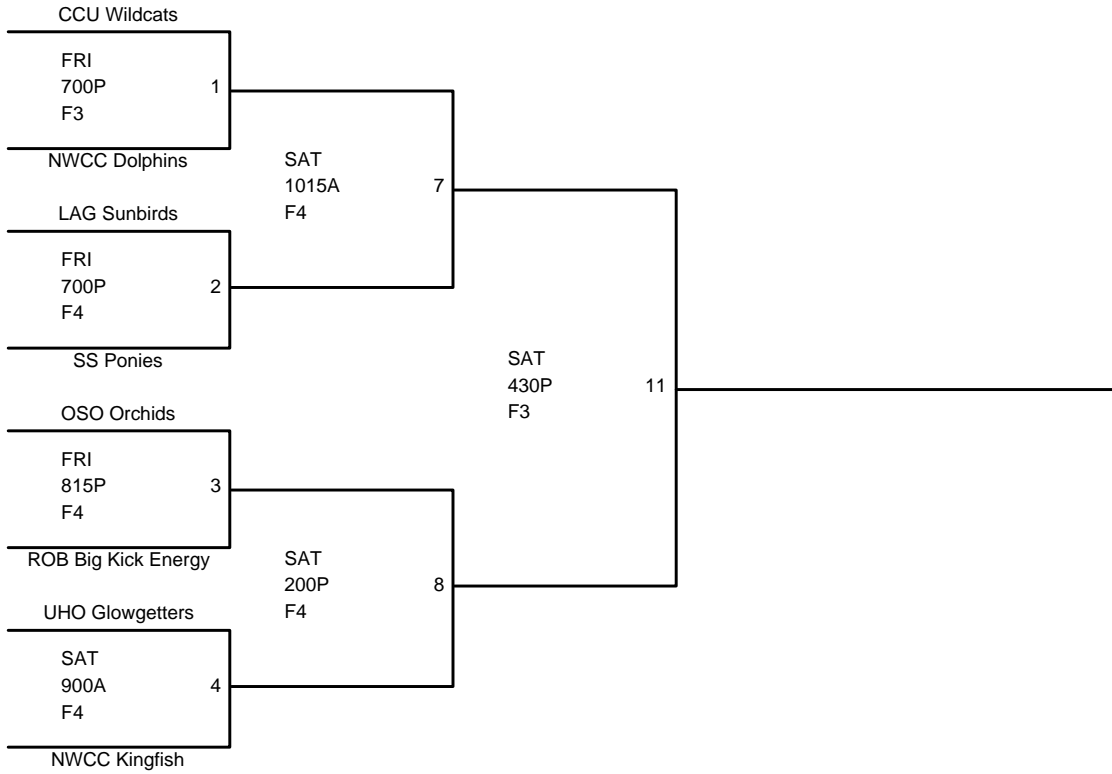 CCU Wildcats
FRI
700P
F3
1
NWCC Dolphins
SAT
1015A
F4
7
LAG Sunbirds
FRI
700P
F4
2
SS Ponies
SAT
430P
F3
11
OSO Orchids
FRI
815P
F4
3
ROB Big Kick Energy
SAT
200P
F4
8
UHO Glowgetters
SAT
900A
F4
4
NWCC Kingfish